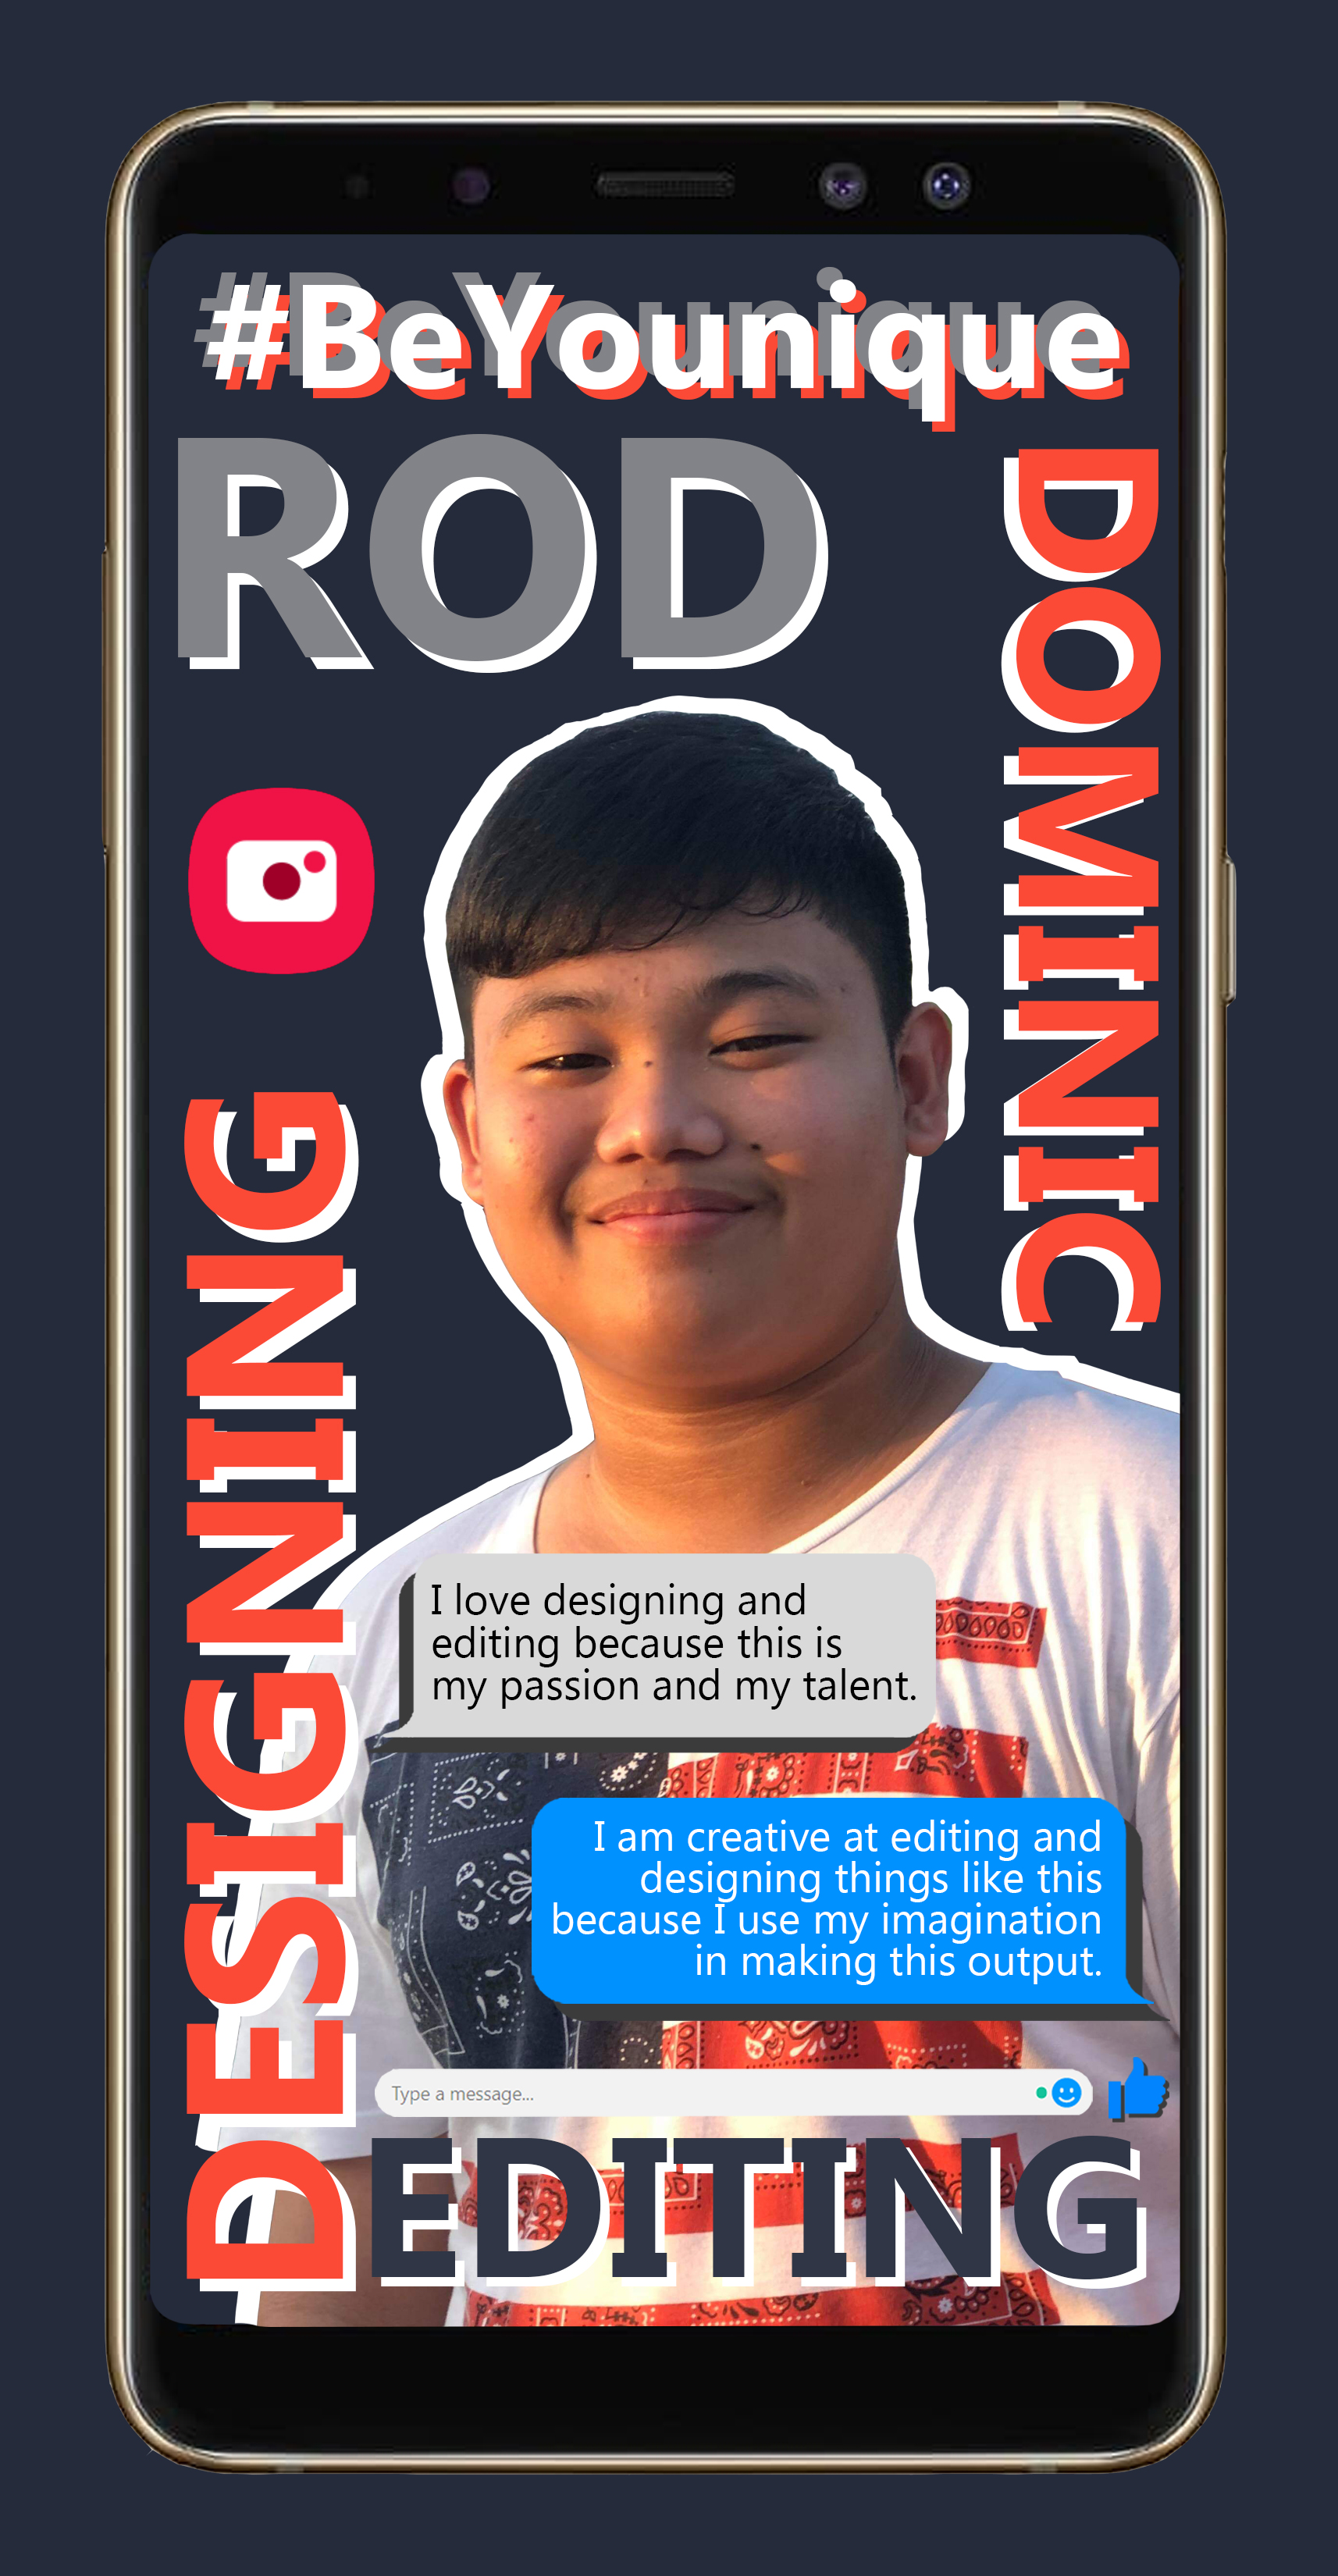 #BeYounique
ROD
DOMINIC
DESIGNING
I love designing and
editing because this is
my passion and my talent.
I am creative at editing and
designing things like this
because I use my imagination
in making this output.
Type a message...
EDITING